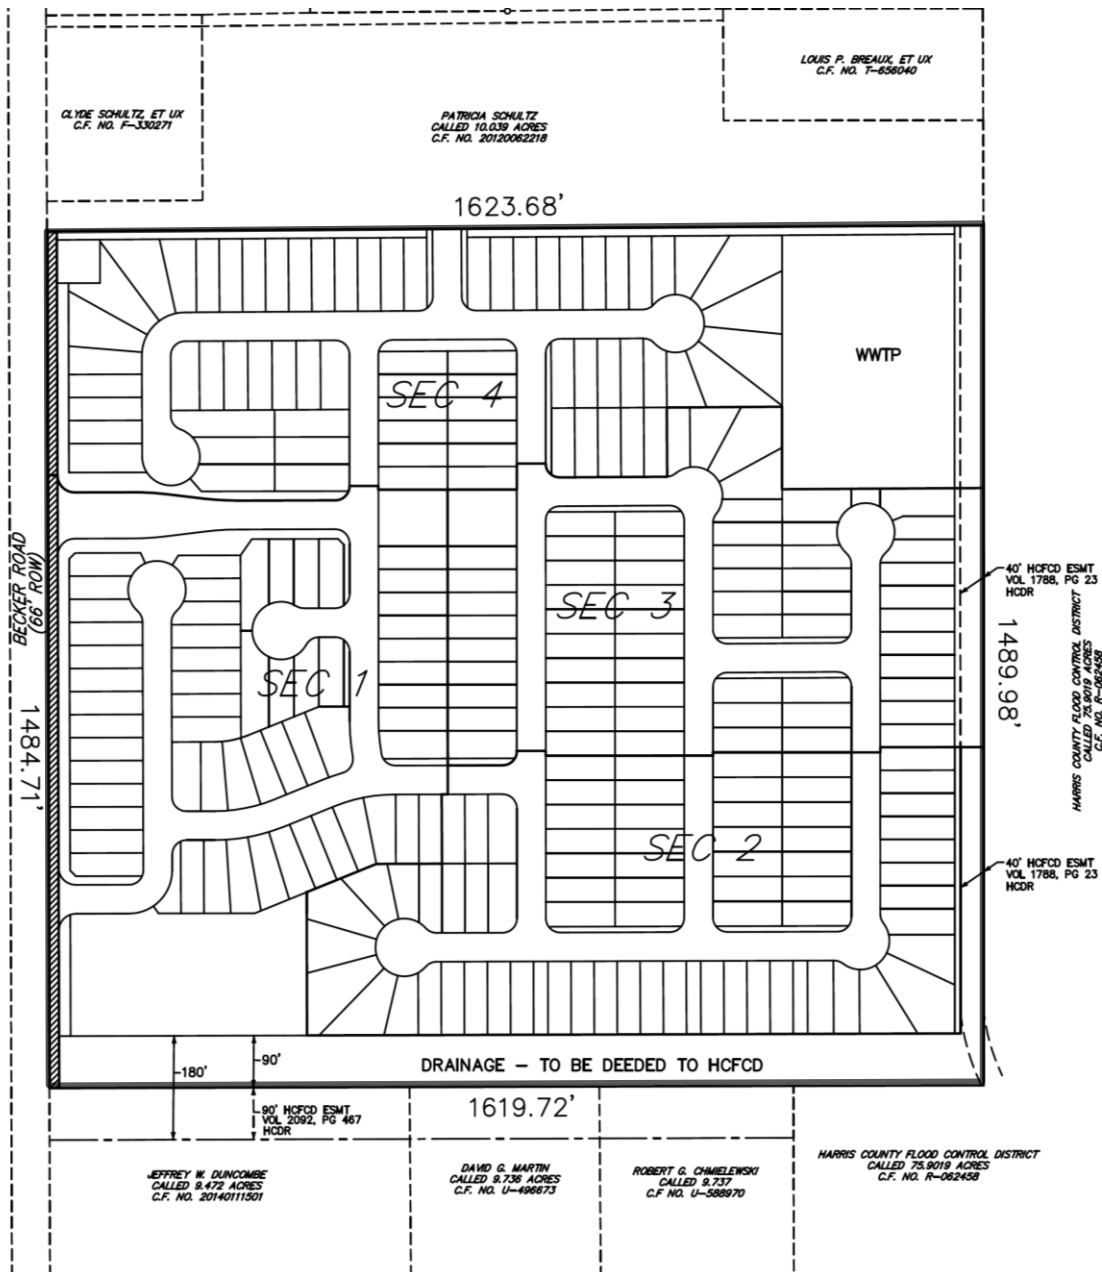 LOUIS P. BREAUX, ET UX
C.F. NO. T-656040
CLYDE SCHULTZ, ET UX
C.F. NO. F-330271
PATRICIA SCHULTZ
CALLED 10.039 ACRES
C.F. NO. 20120062218
1623.68'
WWTP
SEC 4
BECKER ROAD
(66' ROW)
40' HCFCD ESMT
VOL 1788, PG 23
HCDR
SEC 3
1489.98'
HARRIS COUNTY FLOOD CONTROL DISTRICT
CALLED 75.9019 ACRES
C.F. NO. R-062458
SEC 1
1484.71'
SEC 2
40' HCFCD ESMT
VOL 1788, PG 23
HCDR
90'
180'
DRAINAGE - TO BE DEEDED TO HCFCD
90' HCFCD ESMT
VOL 2092, PG 467
HCDR
1619.72'
JEFFREY W. DUNCOMBE
CALLED 9.472 ACRES
C.F. NO. 20140111501
DAVID G. MARTIN
CALLED 9.736 ACRES
C.F. NO. U-496673
ROBERT G. CHMIELEWSKI
CALLED 9.737
C.F NO. U-588970
HARRIS COUNTY FLOOD CONTROL DISTRICT
CALLED 75.9019 ACRES
C.F. NO. R-062458